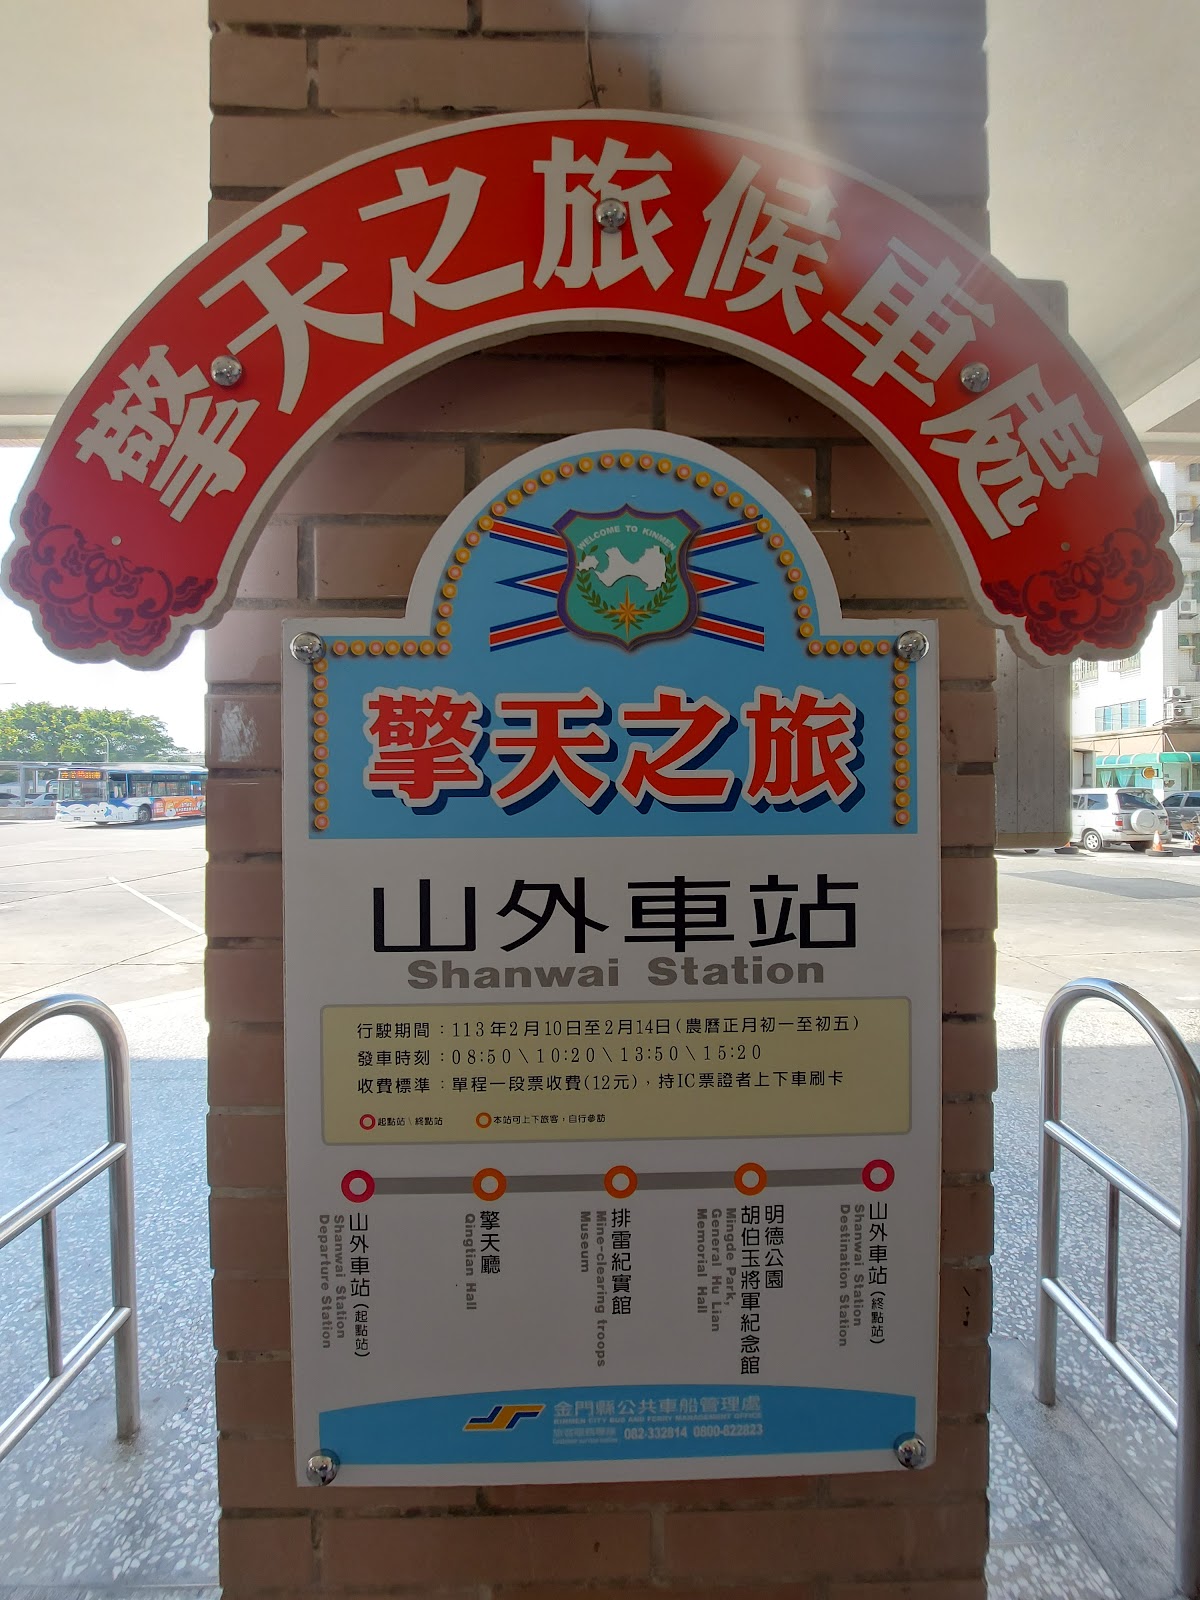 擎天之旅候車處
WELCOME TO KINMEN
擎天之旅
山外車站
Shanwai Station
行駛期間：113年2月10日至2月14日(農曆正月初一至初五)
發車時刻：08:50\10:20\13:50\15:20
收費標準：單程一段票收費(12元)，持IC票證者上下車刷卡
起點站\終點站
本站可上下旅客，自行參訪
山外車站(起點站)
Shanwai Station
Departure Station
擎天廳
Qingtian Hall
排雷紀實館
Mine-clearing troops
Museum
明德公園
胡伯玉將軍紀念館
Mingde Park,
General Hu Lian
Memorial Hall
山外車站(終點站)
Shanwai Station
Destination Station
金門縣公共車船管理處
KINMEN CITY BUS AND FERRY MANAGEMENT OFFICE
082-332814 0800-822823